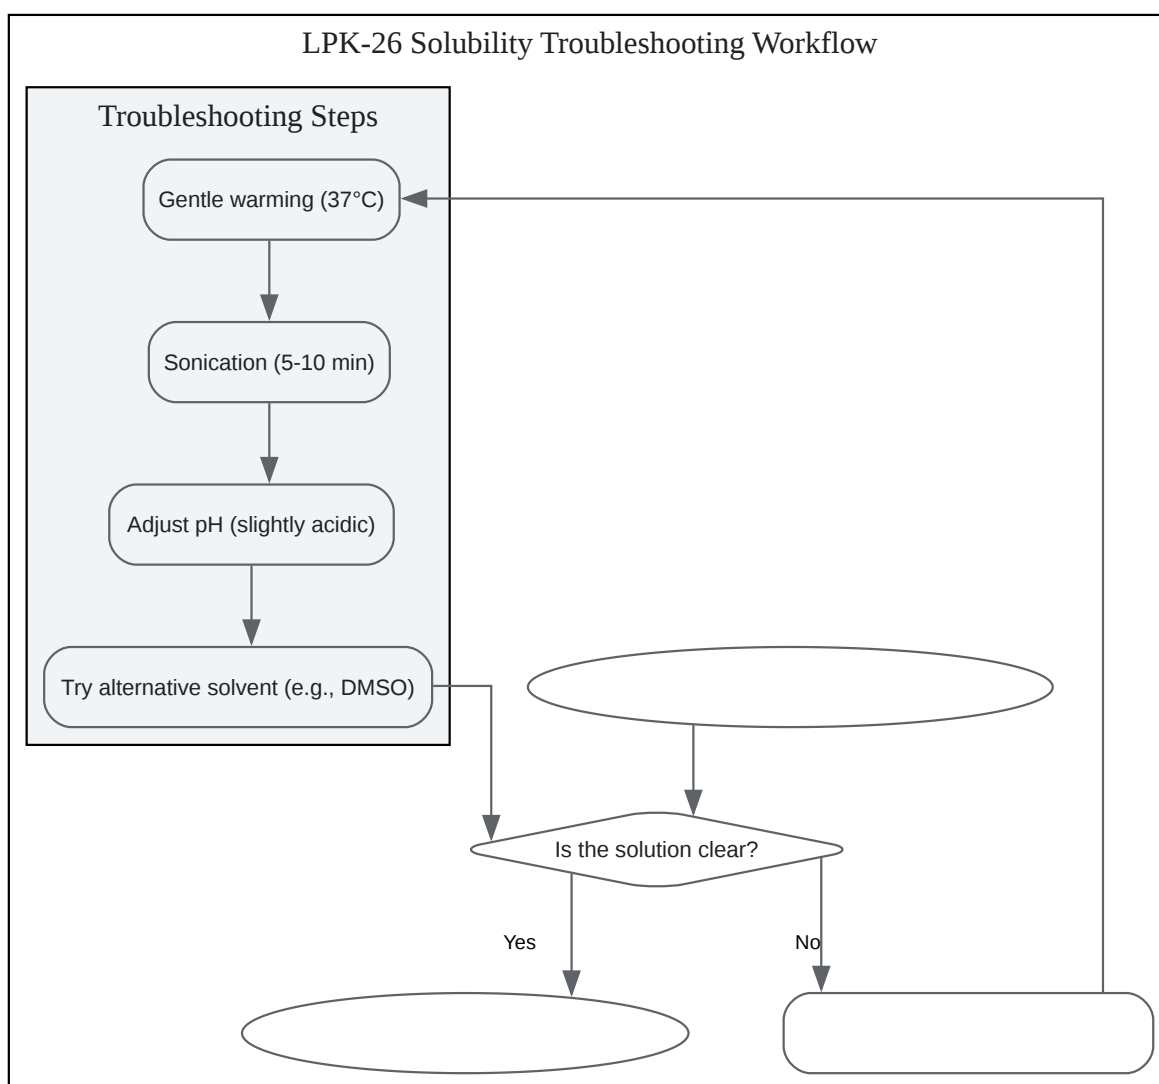 LPK-26 Solubility Troubleshooting Workflow
Troubleshooting Steps
Gentle warming (37°C)
Sonication (5-10 min)
Adjust pH (slightly acidic)
Try alternative solvent (e.g., DMSO)
Is the solution clear?
Yes
No